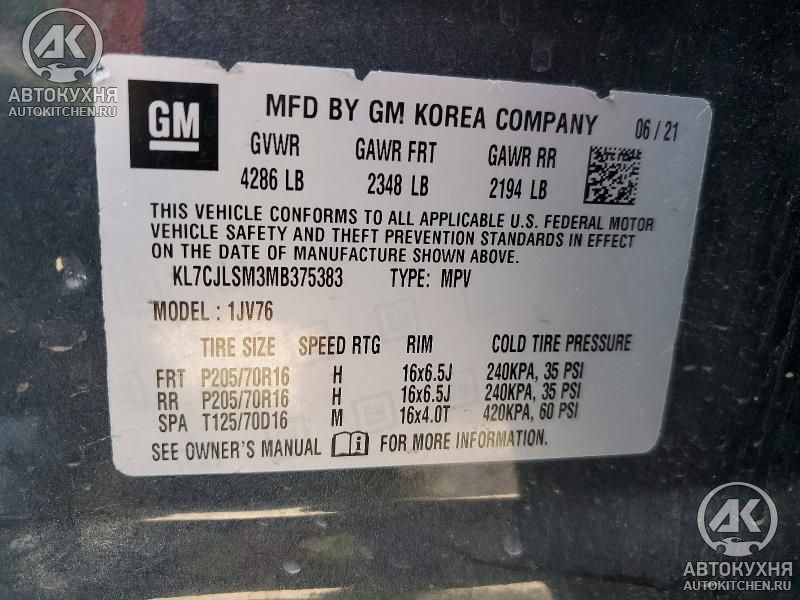 AK
АВТОКУХНЯ
AUTOKITCHEN.RU
GM
MFD BY GM KOREA COMPANY 06 / 21
GVWR GAWR FRT GAWR RR
4286 LB 2348 LB 2194 LB
THIS VEHICLE CONFORMS TO ALL APPLICABLE U.S. FEDERAL MOTOR
VEHICLE SAFETY AND THEFT PREVENTION STANDARDS IN EFFECT
ON THE DATE OF MANUFACTURE SHOWN ABOVE.
KL7CJLSM3MB375383 TYPE: MPV
MODEL: 1JV76
TIRE SIZE SPEED RTG RIM COLD TIRE PRESSURE
FRT P205/70R16 H 16x6.5J 240KPA, 35 PSI
RR P205/70R16 H 16x6.5J 240KPA, 35 PSI
SPA T125/70D16 M 16x4.0T 420KPA, 60 PSI
SEE OWNER'S MANUAL FOR MORE INFORMATION.
AK
АВТОКУХНЯ
AUTOKITCHEN.RU